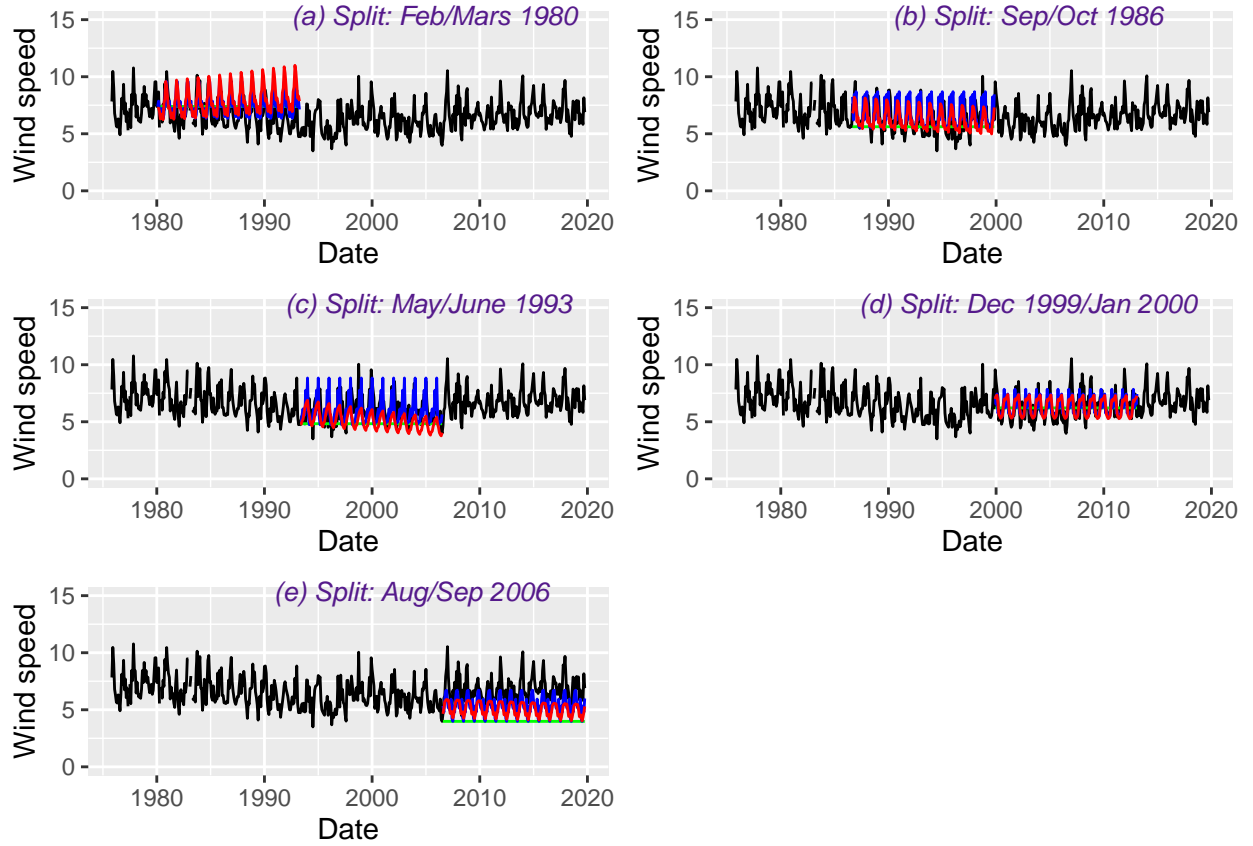 (a) Split: Feb/Mars 1980
15
10
5
0
Wind speed
1980 1990 2000 2010 2020
Date
(b) Split: Sep/Oct 1986
15
10
5
0
Wind speed
1980 1990 2000 2010 2020
Date
(c) Split: May/June 1993
15
10
5
0
Wind speed
1980 1990 2000 2010 2020
Date
(d) Split: Dec 1999/Jan 2000
15
10
5
0
Wind speed
1980 1990 2000 2010 2020
Date
(e) Split: Aug/Sep 2006
15
10
5
0
Wind speed
1980 1990 2000 2010 2020
Date